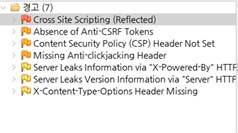 경고 (7)
Cross Site Scripting (Reflected)
Absence of Anti-CSRF Tokens
Content Security Policy (CSP) Header Not Set
Missing Anti-clickjacking Header
Server Leaks Information via "X-Powered-By" HTTP
Server Leaks Version Information via "Server" HTTP
X-Content-Type-Options Header Missing